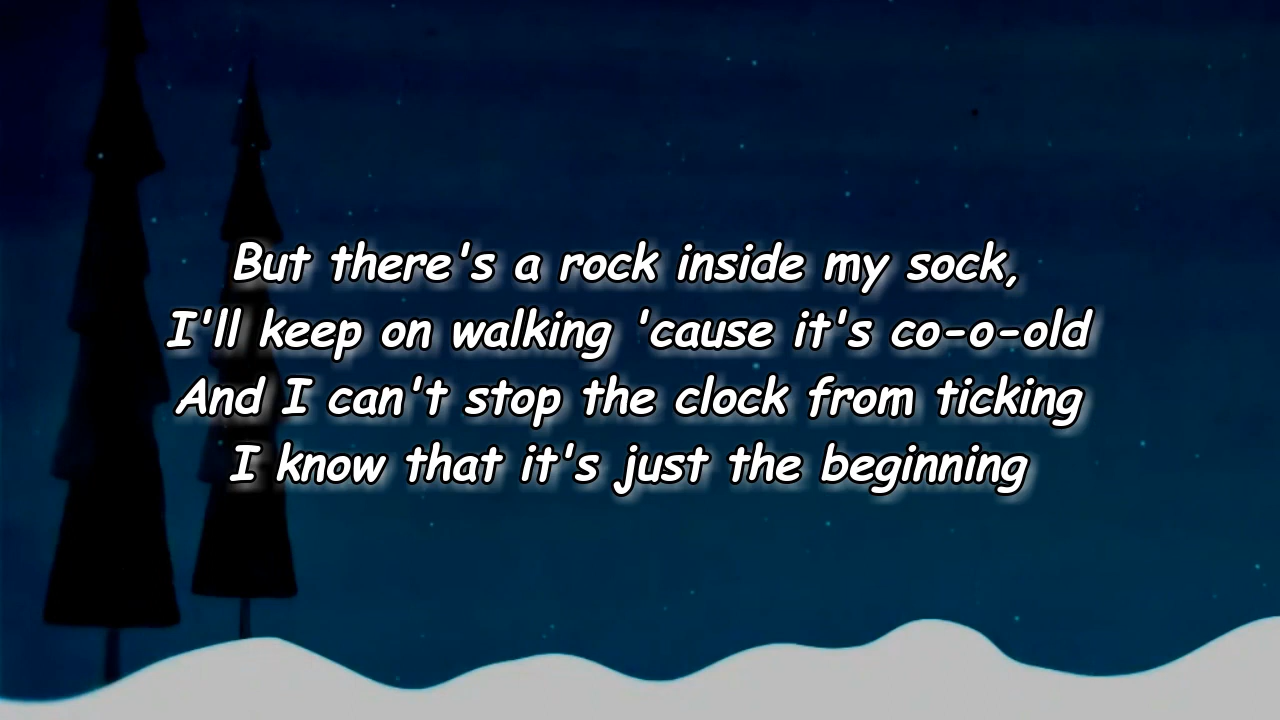 But there's a rock inside my sock,
I'll keep on walking 'cause it's co-o-old
And I can't stop the clock from ticking
I know that it's just the beginning